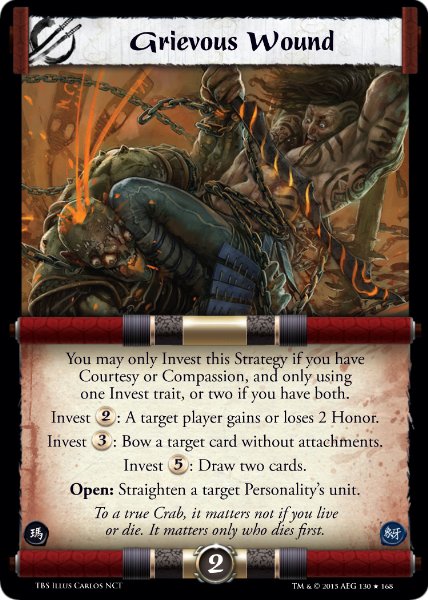 Grievous Wound
You may only Invest this Strategy if you have
Courtesy or Compassion, and only using
one Invest trait, or two if you have both.
Invest 2: A target player gains or loses 2 Honor.
Invest 3: Bow a target card without attachments.
Invest 5: Draw two cards.
Open: Straighten a target Personality's unit.
To a true Crab, it matters not if you live
or die. It matters only who dies first.
2
TBS ILLUS CARLOS NCT
TM & © 2015 AEG 130 ★ 168